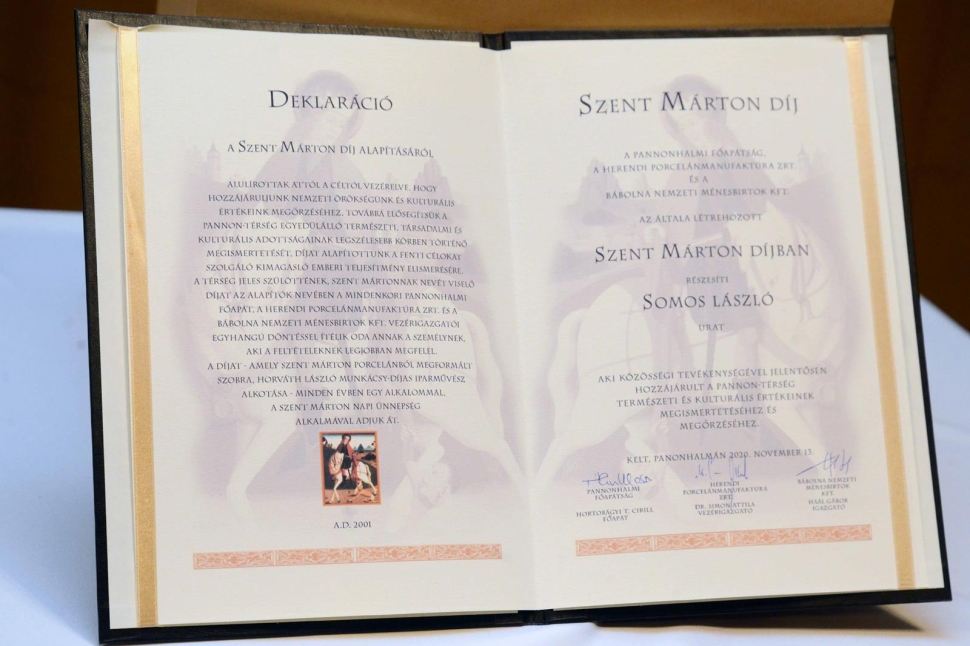 DEKLARÁCIÓ
A SZENT MÁRTON DÍJ ALAPÍTÁSÁRÓL
ALULÍROTTAK ATTÓL A CÉLTÓL VEZÉRELVE, HOGY
HOZZÁJÁRULJUNK NEMZETI ÖRÖKSÉGÜNK ÉS KULTURÁLIS
ÉRTÉKEINK MEGŐRZÉSÉHEZ, TOVÁBBÁ ELŐSEGÍTSÜK A
PANNON-TÉRSÉG EGYEDÜLÁLLÓ TERMÉSZETI, TÁRSADALMI ÉS
KULTURÁLIS ADOTTSÁGAINAK LEGSZÉLESEBB KÖRBEN TÖRTÉNŐ
MEGISMERTETÉSÉT, DÍJAT ALAPÍTOTTUNK A FENTI CÉLOKAT
SZOLGÁLÓ KIMAGASLÓ EMBERI TELJESÍTMÉNY ELISMERÉSÉRE.
A TÉRSÉG JELES SZÜLÖTTÉNEK, SZENT MÁRTONNAK NEVÉT VISELŐ
DÍJAT AZ ALAPÍTÓK NEVÉBEN A MINDENKORI PANNONHALMI
FŐAPÁT, A HERENDI PORCELÁNMANUFAKTÚRA ZRT. ÉS A
BÁBOLNA NEMZETI MÉNESBIRTOK KFT. VEZÉRIGAZGATÓI
EGYHANGÚ DÖNTÉSSEL ÍTÉLIK ODA ANNAK A SZEMÉLYNEK,
AKI A FELTÉTELEKNEK LEGJOBBAN MEGFELEL.
A DÍJAT - AMELY SZENT MÁRTON PORCELÁNBÓL MEGFORMÁLT
SZOBRA, HORVÁTH LÁSZLÓ MUNKÁCSY-DÍJAS IPARMŰVÉSZ
ALKOTÁSA - MINDEN ÉVBEN EGY ALKALOMMAL,
A SZENT MÁRTON NAPI ÜNNEPSÉG
ALKALMÁVAL ADJUK ÁT.
A.D. 2001
SZENT MÁRTON DÍJ
A PANNONHALMI FŐAPÁTSÁG,
A HERENDI PORCELÁNMANUFAKTÚRA ZRT.
ÉS A
BÁBOLNA NEMZETI MÉNESBIRTOK KFT.
AZ ÁLTALA LÉTREHOZOTT
SZENT MÁRTON DÍJBAN
RÉSZESÍTI
SOMOS LÁSZLÓ
URAT
AKI KÖZÖSSÉGI TEVÉKENYSÉGÉVEL JELENTŐSEN
HOZZÁJÁRULT A PANNON-TÉRSÉG
TERMÉSZETI ÉS KULTURÁLIS ÉRTÉKEINEK
MEGISMERTETÉSÉHEZ ÉS
MEGŐRZÉSÉHEZ.
KELT, PANONHALMÁN 2020. NOVEMBER 13.
PANNONHALMI
FŐAPÁTSÁG
HORTOBÁGYI T. CIRILL
FŐAPÁT
HERENDI
PORCELÁNMANUFAKTÚRA
ZRT.
DR. SIMON ATTILA
VEZÉRIGAZGATÓ
BÁBOLNA NEMZETI
MÉNESBIRTOK
KFT.
HAÁL GÁBOR
IGAZGATÓ